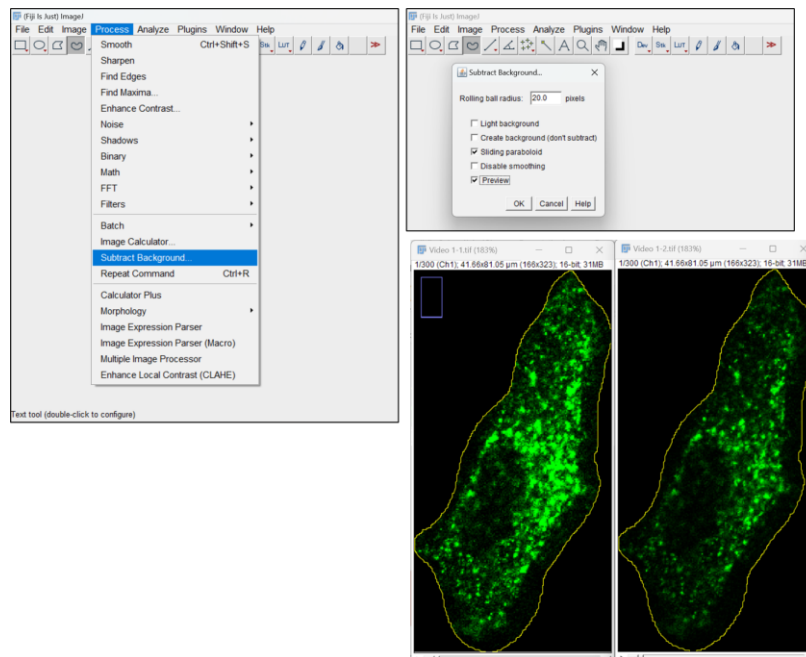 (Fiji Is Just) ImageJ
File Edit Image Process Analyze Plugins Window Help
Stk LUT
Smooth Ctrl+Shift+S
Sharpen
Find Edges
Find Maxima...
Enhance Contrast...
Noise
Shadows
Binary
Math
FFT
Filters
Batch
Image Calculator...
Subtract Background...
Repeat Command Ctrl+R
Calculator Plus
Morphology
Image Expression Parser
Image Expression Parser (Macro)
Multiple Image Processor
Enhance Local Contrast (CLAHE)
Text tool (double-click to configure)
(Fiji Is Just) ImageJ
File Edit Image Process Analyze Plugins Window Help
A Dev Stk LUT
Subtract Background...
Rolling ball radius: 20.0 pixels
Light background
Create background (don't subtract)
Sliding paraboloid
Disable smoothing
Preview
OK Cancel Help
Video 1-1.tif (183%)
1/300 (Ch1); 41.66x81.05 µm (166x323); 16-bit; 31MB
Video 1-2.tif (183%)
1/300 (Ch1); 41.66x81.05 µm (166x323); 16-bit; 31MB